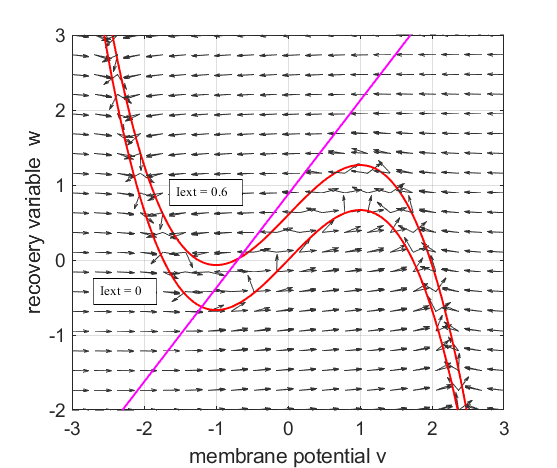 3
2
1
0
-1
-2
recovery variable w
Iext = 0.6
Iext = 0
-3 -2 -1 0 1 2 3
membrane potential v